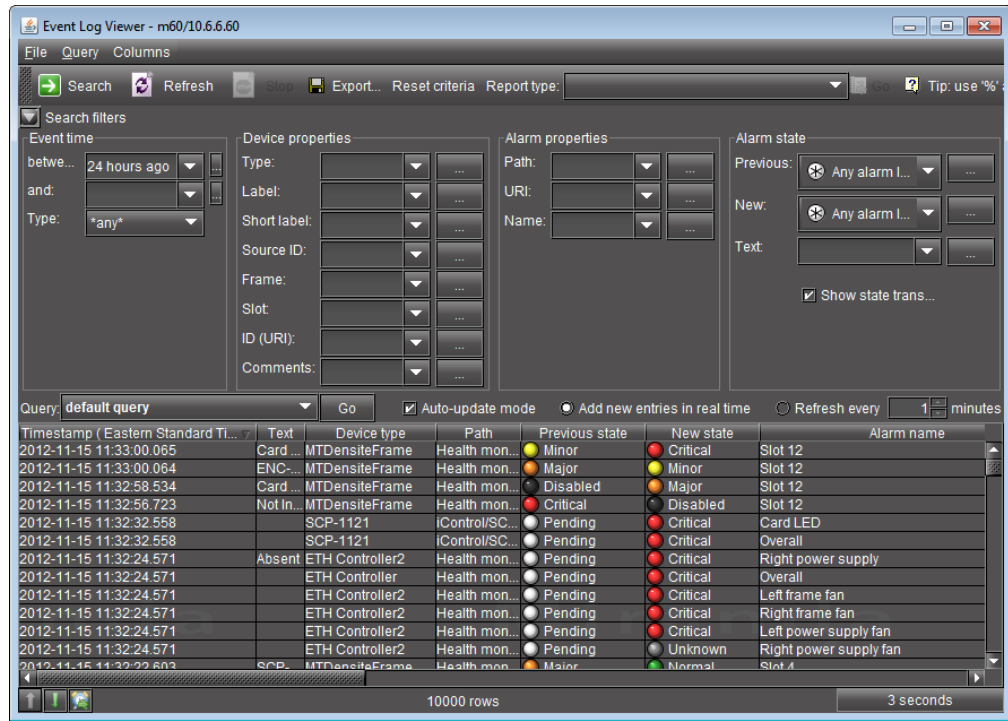 Event Log Viewer - m60/10.6.6.60
File Query Columns
Search Refresh Stop Export... Reset criteria Report type: Go Tip: use '%'
Search filters
Event time
betwe... 24 hours ago ...
and: ...
Type: *any*
Device properties
Type: ...
Label: ...
Short label: ...
Source ID: ...
Frame: ...
Slot: ...
ID (URI): ...
Comments: ...
Alarm properties
Path: ...
URI: ...
Name: ...
Alarm state
Previous: Any alarm l... ...
New: Any alarm l... ...
Text: ...
Show state trans...
Query: default query Go Auto-update mode Add new entries in real time Refresh every 1 minutes
Timestamp ( Eastern Standard Ti... Text Device type Path Previous state New state Alarm name
2012-11-15 11:33:00.065 Card ... MTDensiteFrame Health mon... Minor Critical Slot 12
2012-11-15 11:33:00.064 ENC-... MTDensiteFrame Health mon... Major Minor Slot 12
2012-11-15 11:32:58.534 Card ... MTDensiteFrame Health mon... Disabled Major Slot 12
2012-11-15 11:32:56.723 Not In... MTDensiteFrame Health mon... Critical Disabled Slot 12
2012-11-15 11:32:32.558 SCP-1121 iControl/SC... Pending Critical Card LED
2012-11-15 11:32:32.558 SCP-1121 iControl/SC... Pending Critical Overall
2012-11-15 11:32:24.571 Absent ETH Controller2 Health mon... Pending Critical Right power supply
2012-11-15 11:32:24.571 ETH Controller Health mon... Pending Critical Overall
2012-11-15 11:32:24.571 ETH Controller2 Health mon... Pending Critical Left frame fan
2012-11-15 11:32:24.571 ETH Controller2 Health mon... Pending Critical Right frame fan
2012-11-15 11:32:24.571 ETH Controller2 Health mon... Pending Critical Left power supply fan
2012-11-15 11:32:24.571 ETH Controller2 Health mon... Pending Unknown Right power supply fan
2012-11-15 11:32:22.603 SCP-... MTDensiteFrame Health mon... Major Normal Slot 4
10000 rows 3 seconds